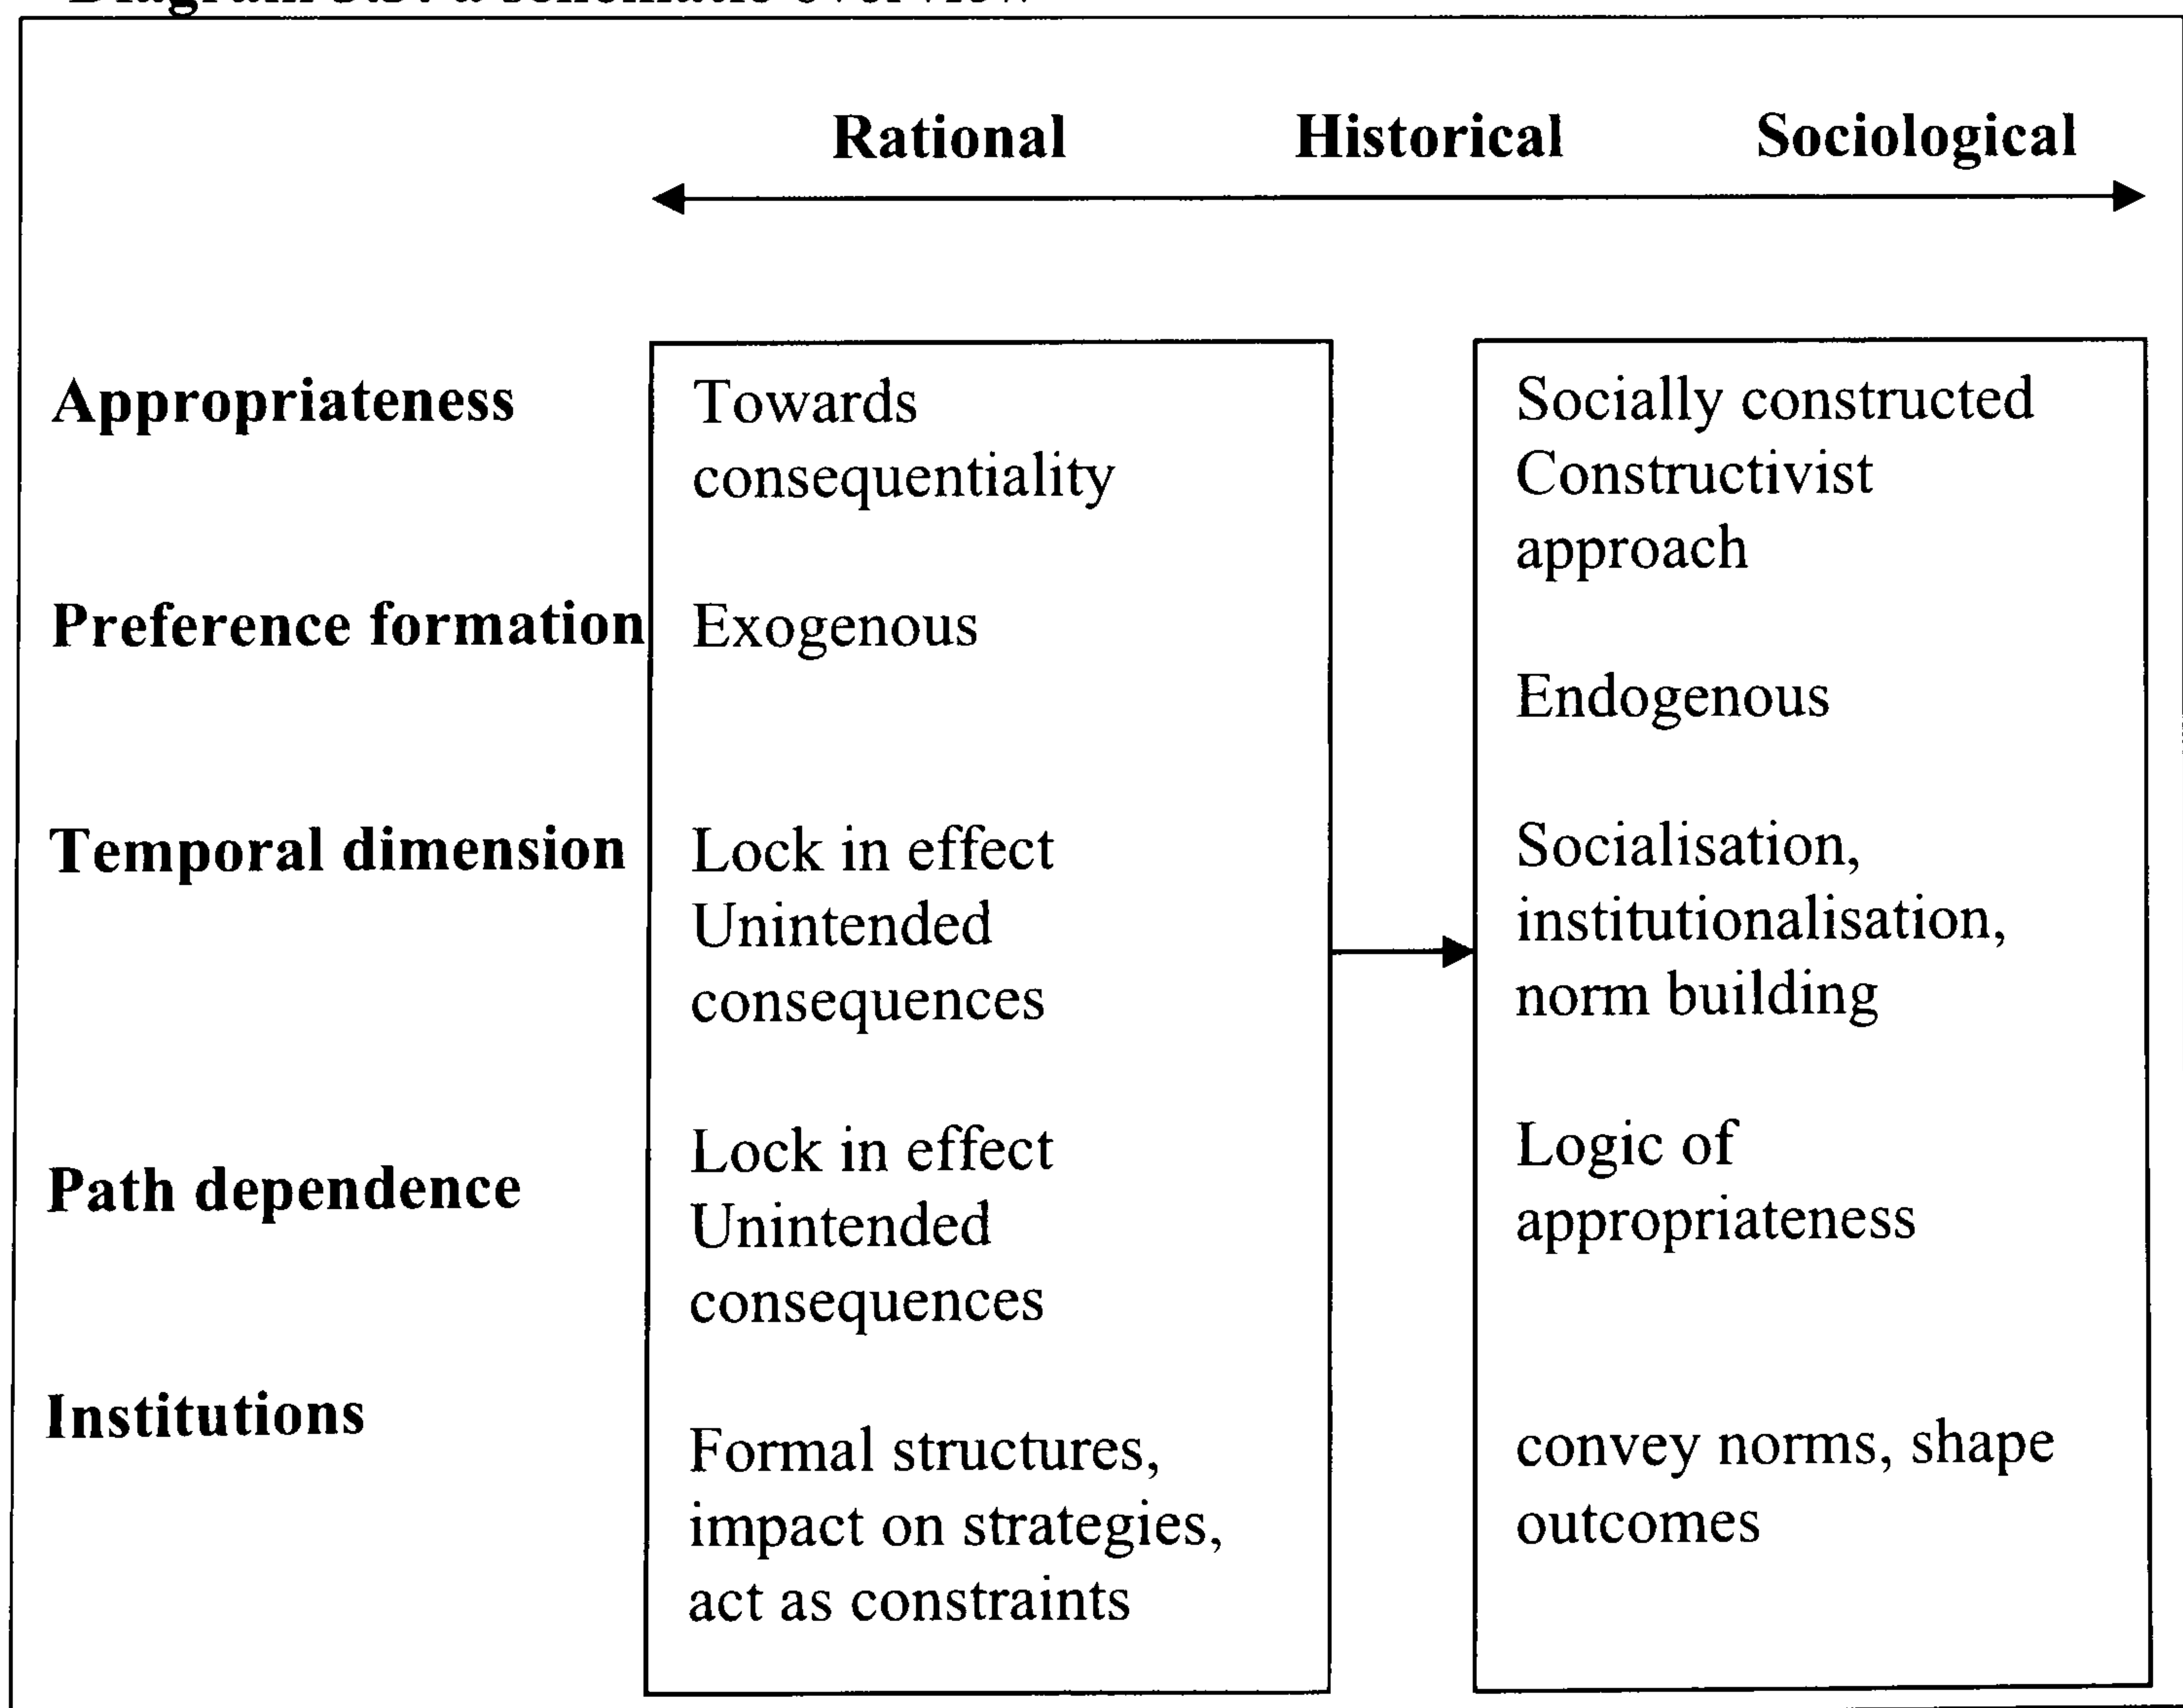 a schematic overview
Rational Historical Sociological
Appropriateness
Towards
consequentiality
Socially constructed
Constructivist
approach
Preference formation
Exogenous
Endogenous
Temporal dimension
Lock in effect
Unintended
consequences
Socialisation,
institutionalisation,
norm building
Path dependence
Lock in effect
Unintended
consequences
Logic of
appropriateness
Institutions
Formal structures,
impact on strategies,
act as constraints
convey norms, shape
outcomes